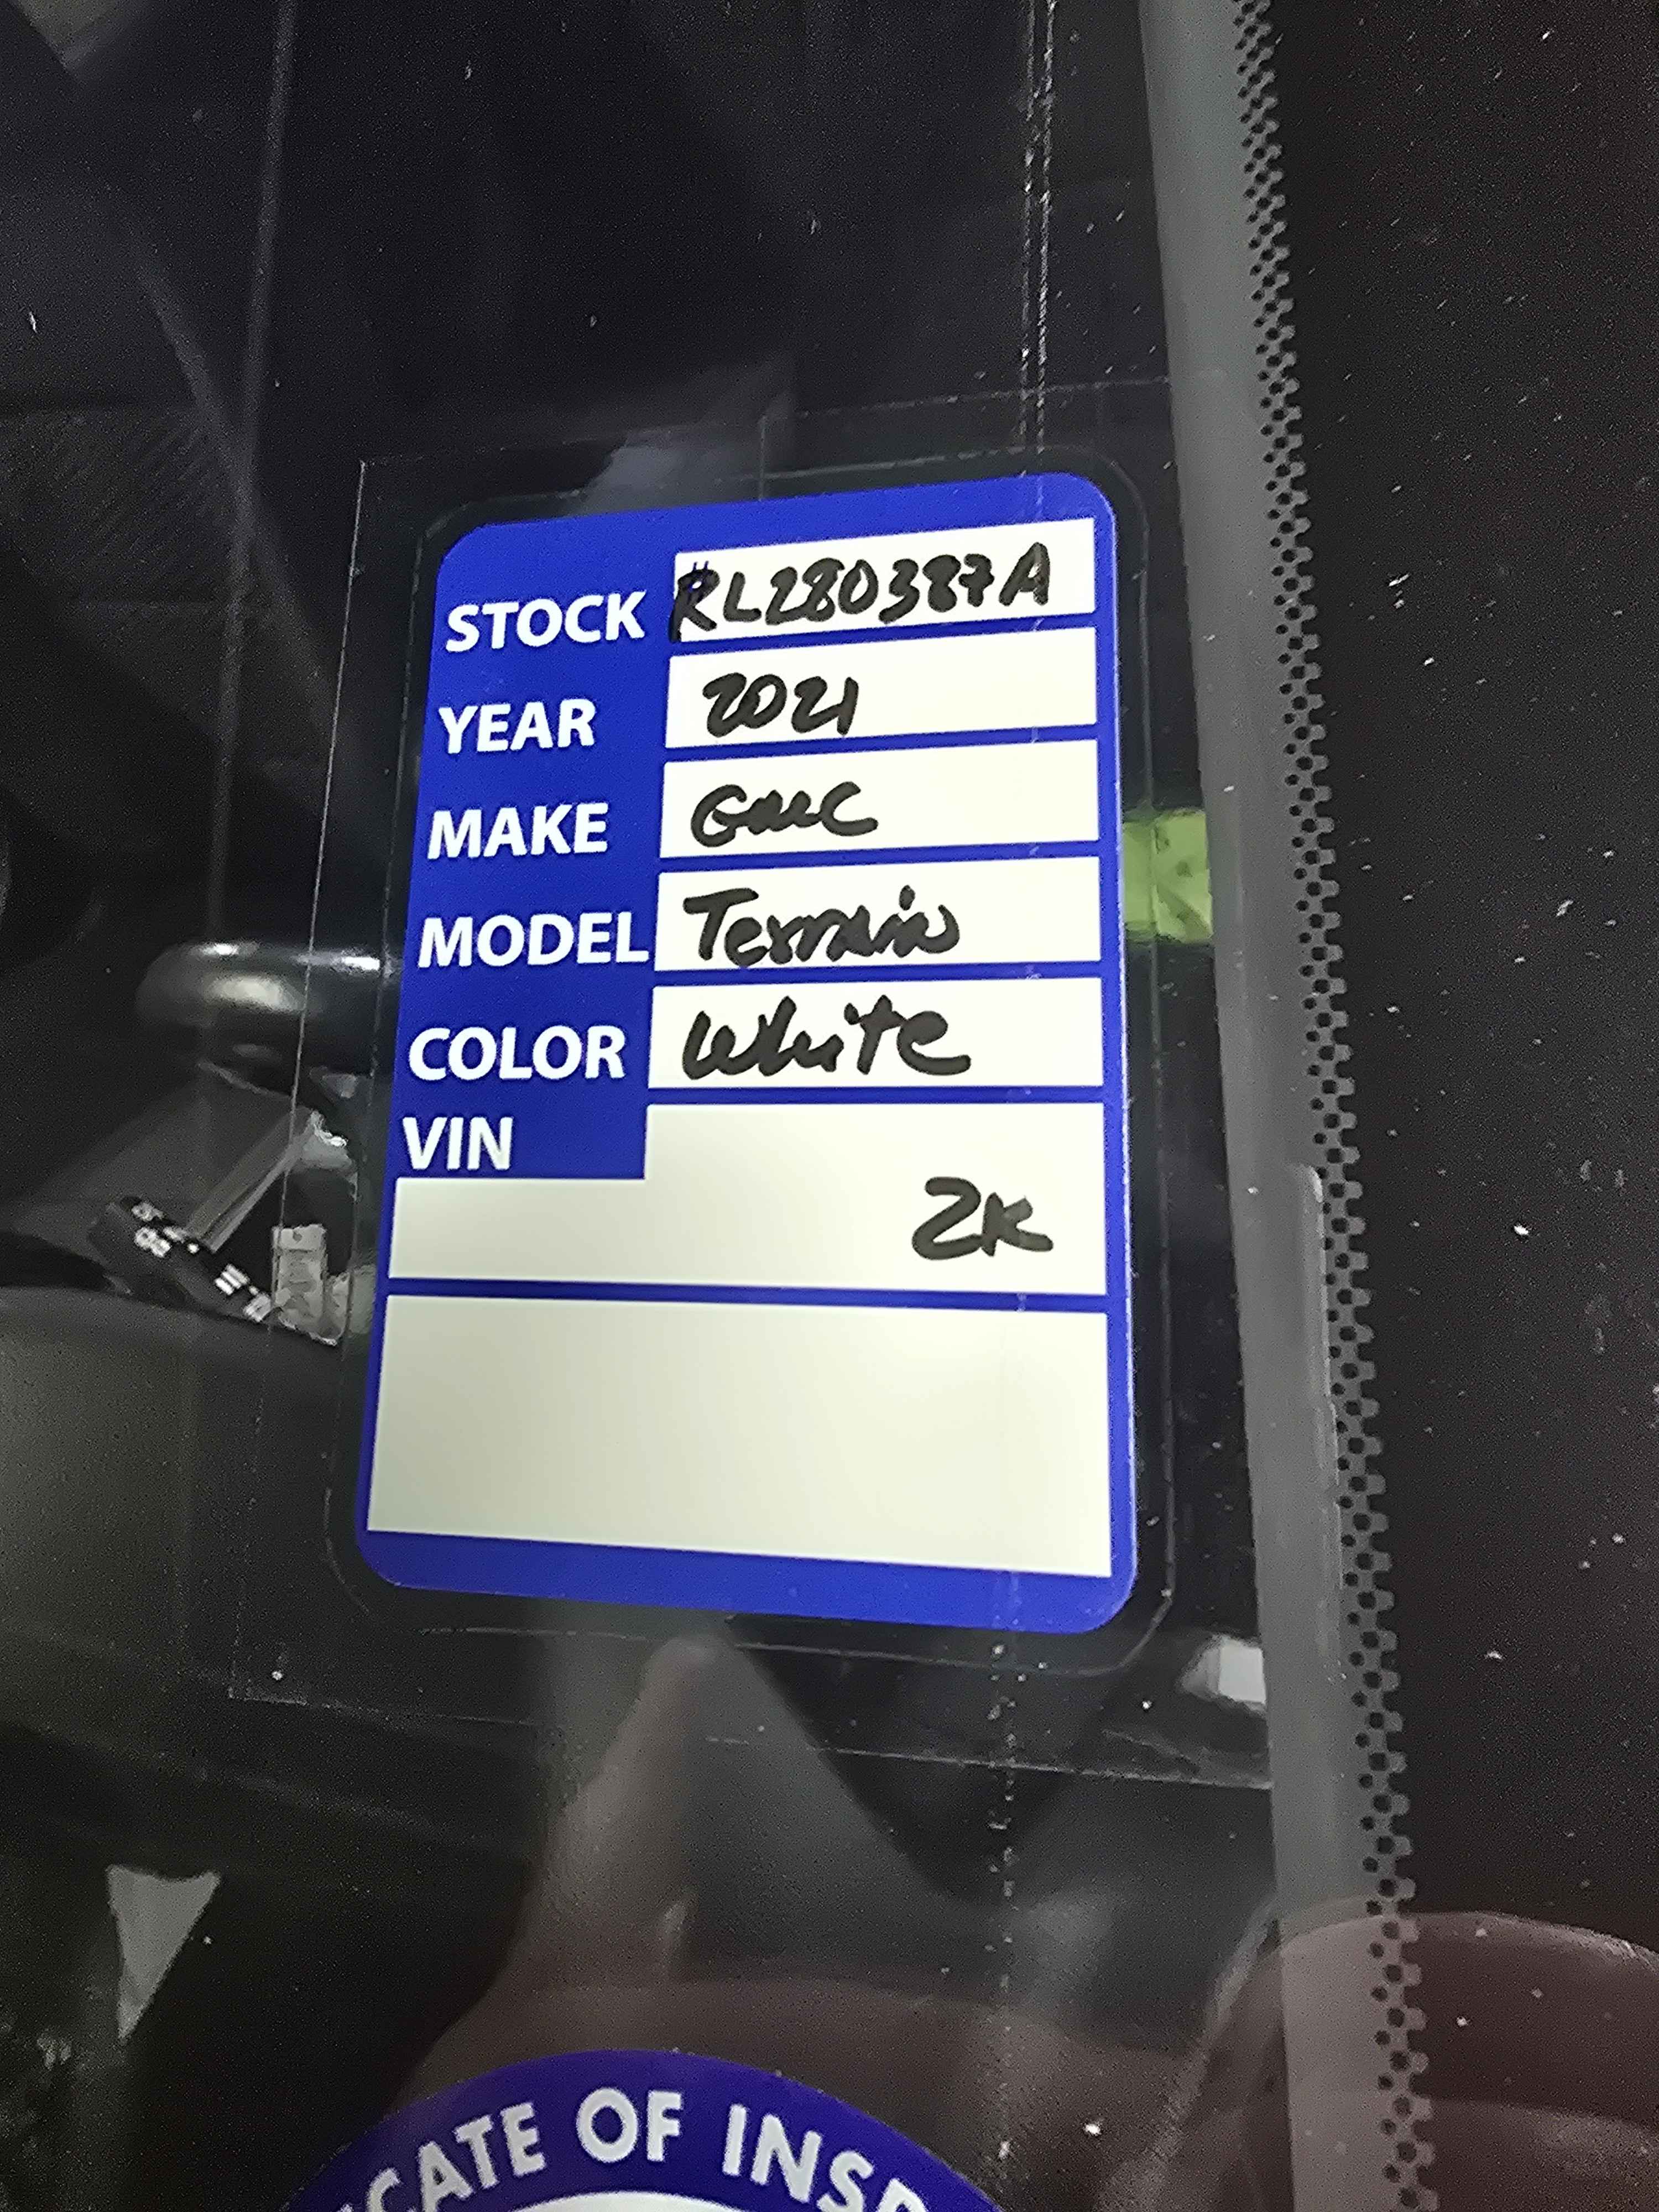 STOCK RL280387A
YEAR 2021
MAKE GMC
MODEL Terrain
COLOR White
VIN
2K
CATE OF INSP